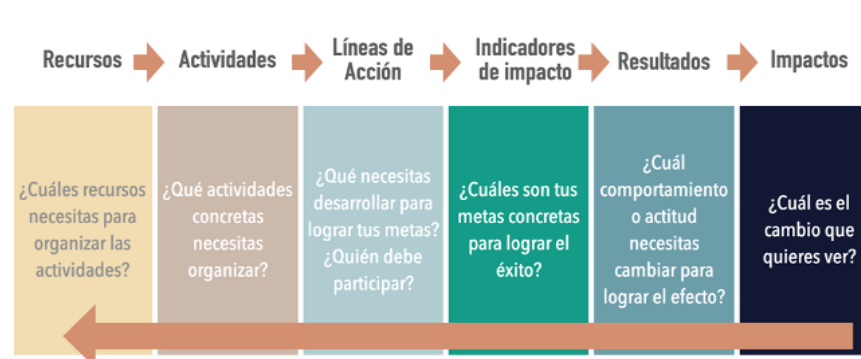 Recursos
Actividades
Líneas de
Acción
Indicadores
de impacto
Resultados
Impactos
¿Cuáles recursos
necesitas para
organizar las
actividades?
¿Qué actividades
concretas
necesitas
organizar?
¿Qué necesitas
desarrollar para
lograr tus metas?
¿Quién debe
participar?
¿Cuáles son tus
metas concretas
para lograr el
éxito?
¿Cuál
comportamiento
o actitud
necesitas
cambiar para
lograr el efecto?
¿Cuál es el
cambio que
quieres ver?